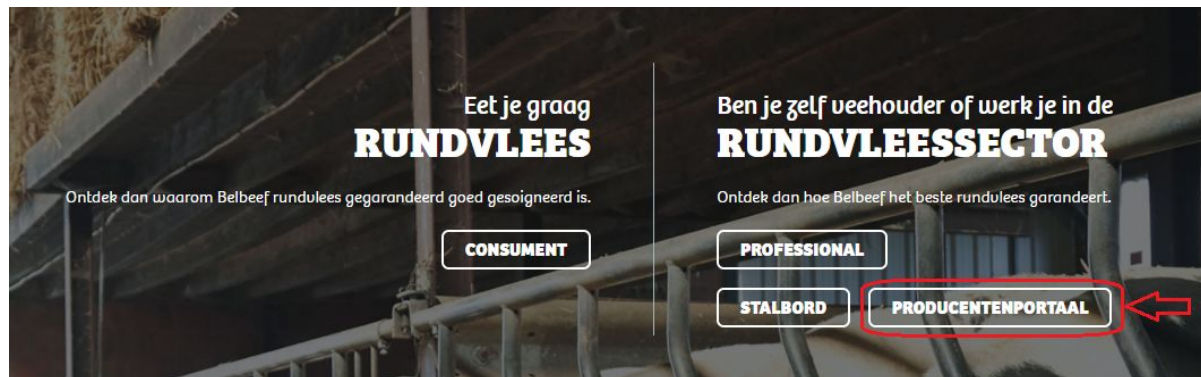 Eet je graag
RUNDVLEES
Ontdek dan waarom Belbeef rundvlees gegarandeerd goed gesoigneerd is.
CONSUMENT
Ben je zelf veehouder of werk je in de
RUNDVLEESSECTOR
Ontdek dan hoe Belbeef het beste rundvlees garandeert.
PROFESSIONAL
STALBORD PRODUCENTENPORTAAL